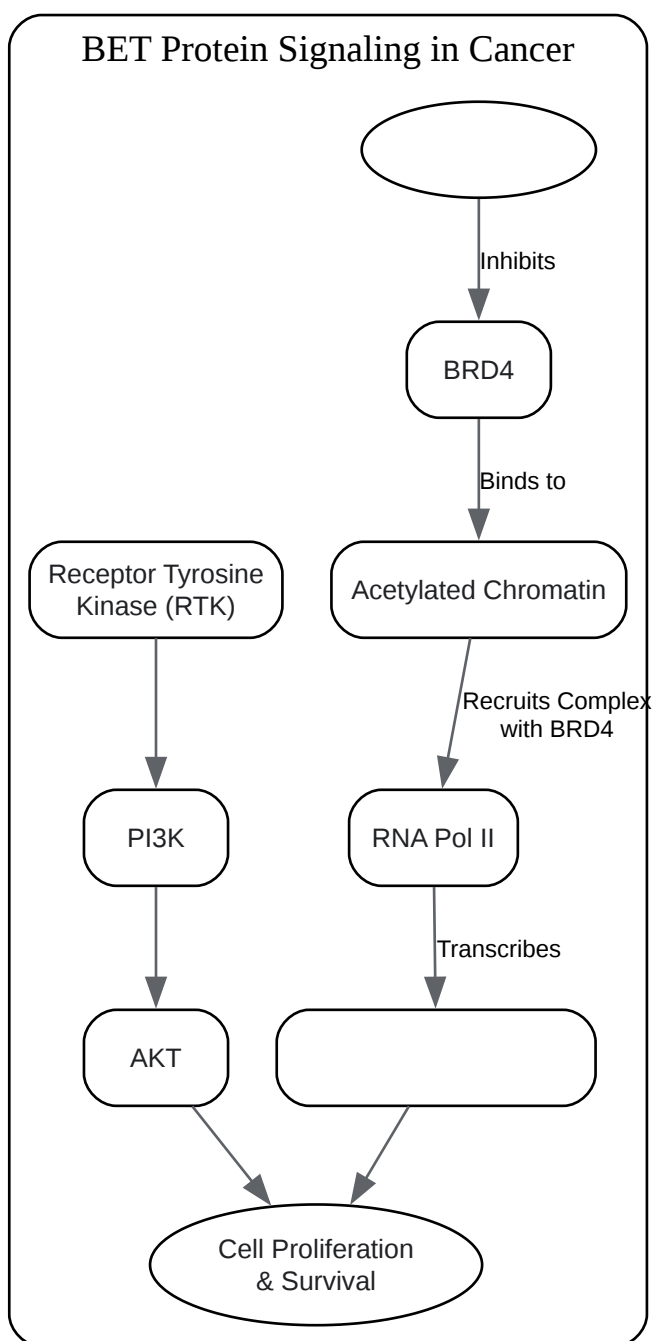 BET Protein Signaling in Cancer
Inhibits
BRD4
Binds to
Receptor Tyrosine
Kinase (RTK)
Acetylated Chromatin
Recruits Complex
with BRD4
PI3K
RNA Pol II
Transcribes
AKT
Cell Proliferation
& Survival